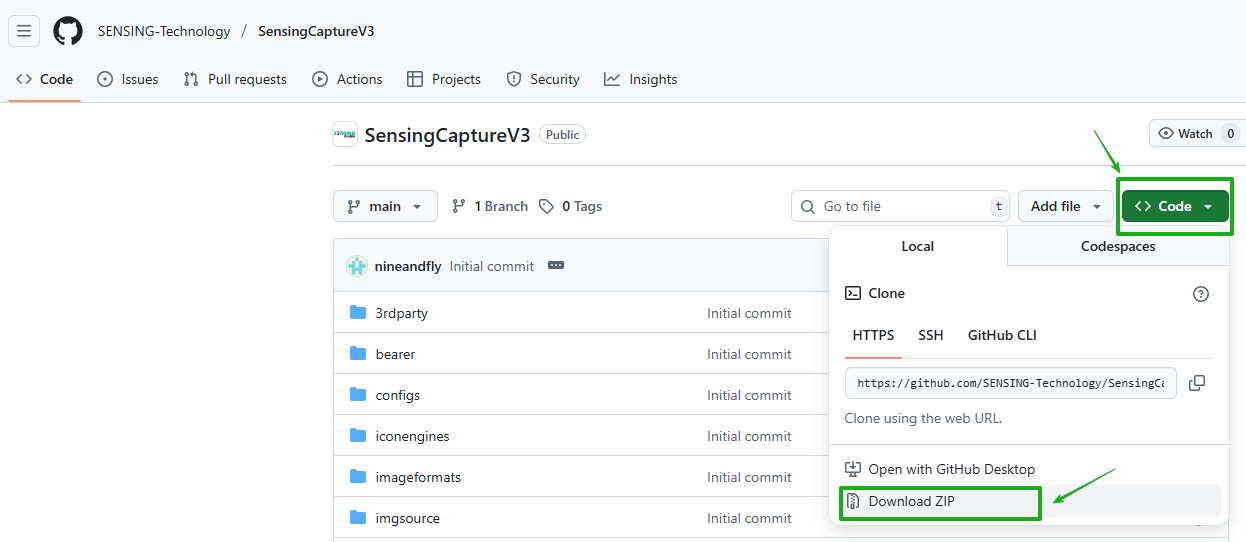 SENSING-Technology / SensingCaptureV3
Code Issues Pull requests Actions Projects Security Insights
SENSING
SensingCaptureV3 Public
Watch 0
main 1 Branch 0 Tags
Go to file t
Add file
Code
nineandfly Initial commit
3rdparty Initial commit
bearer Initial commit
configs Initial commit
iconengines Initial commit
imageformats Initial commit
imgsource Initial commit
Local Codespaces
Clone
HTTPS SSH GitHub CLI
https://github.com/SENSING-Technology/SensingCa
Clone using the web URL.
Open with GitHub Desktop
Download ZIP